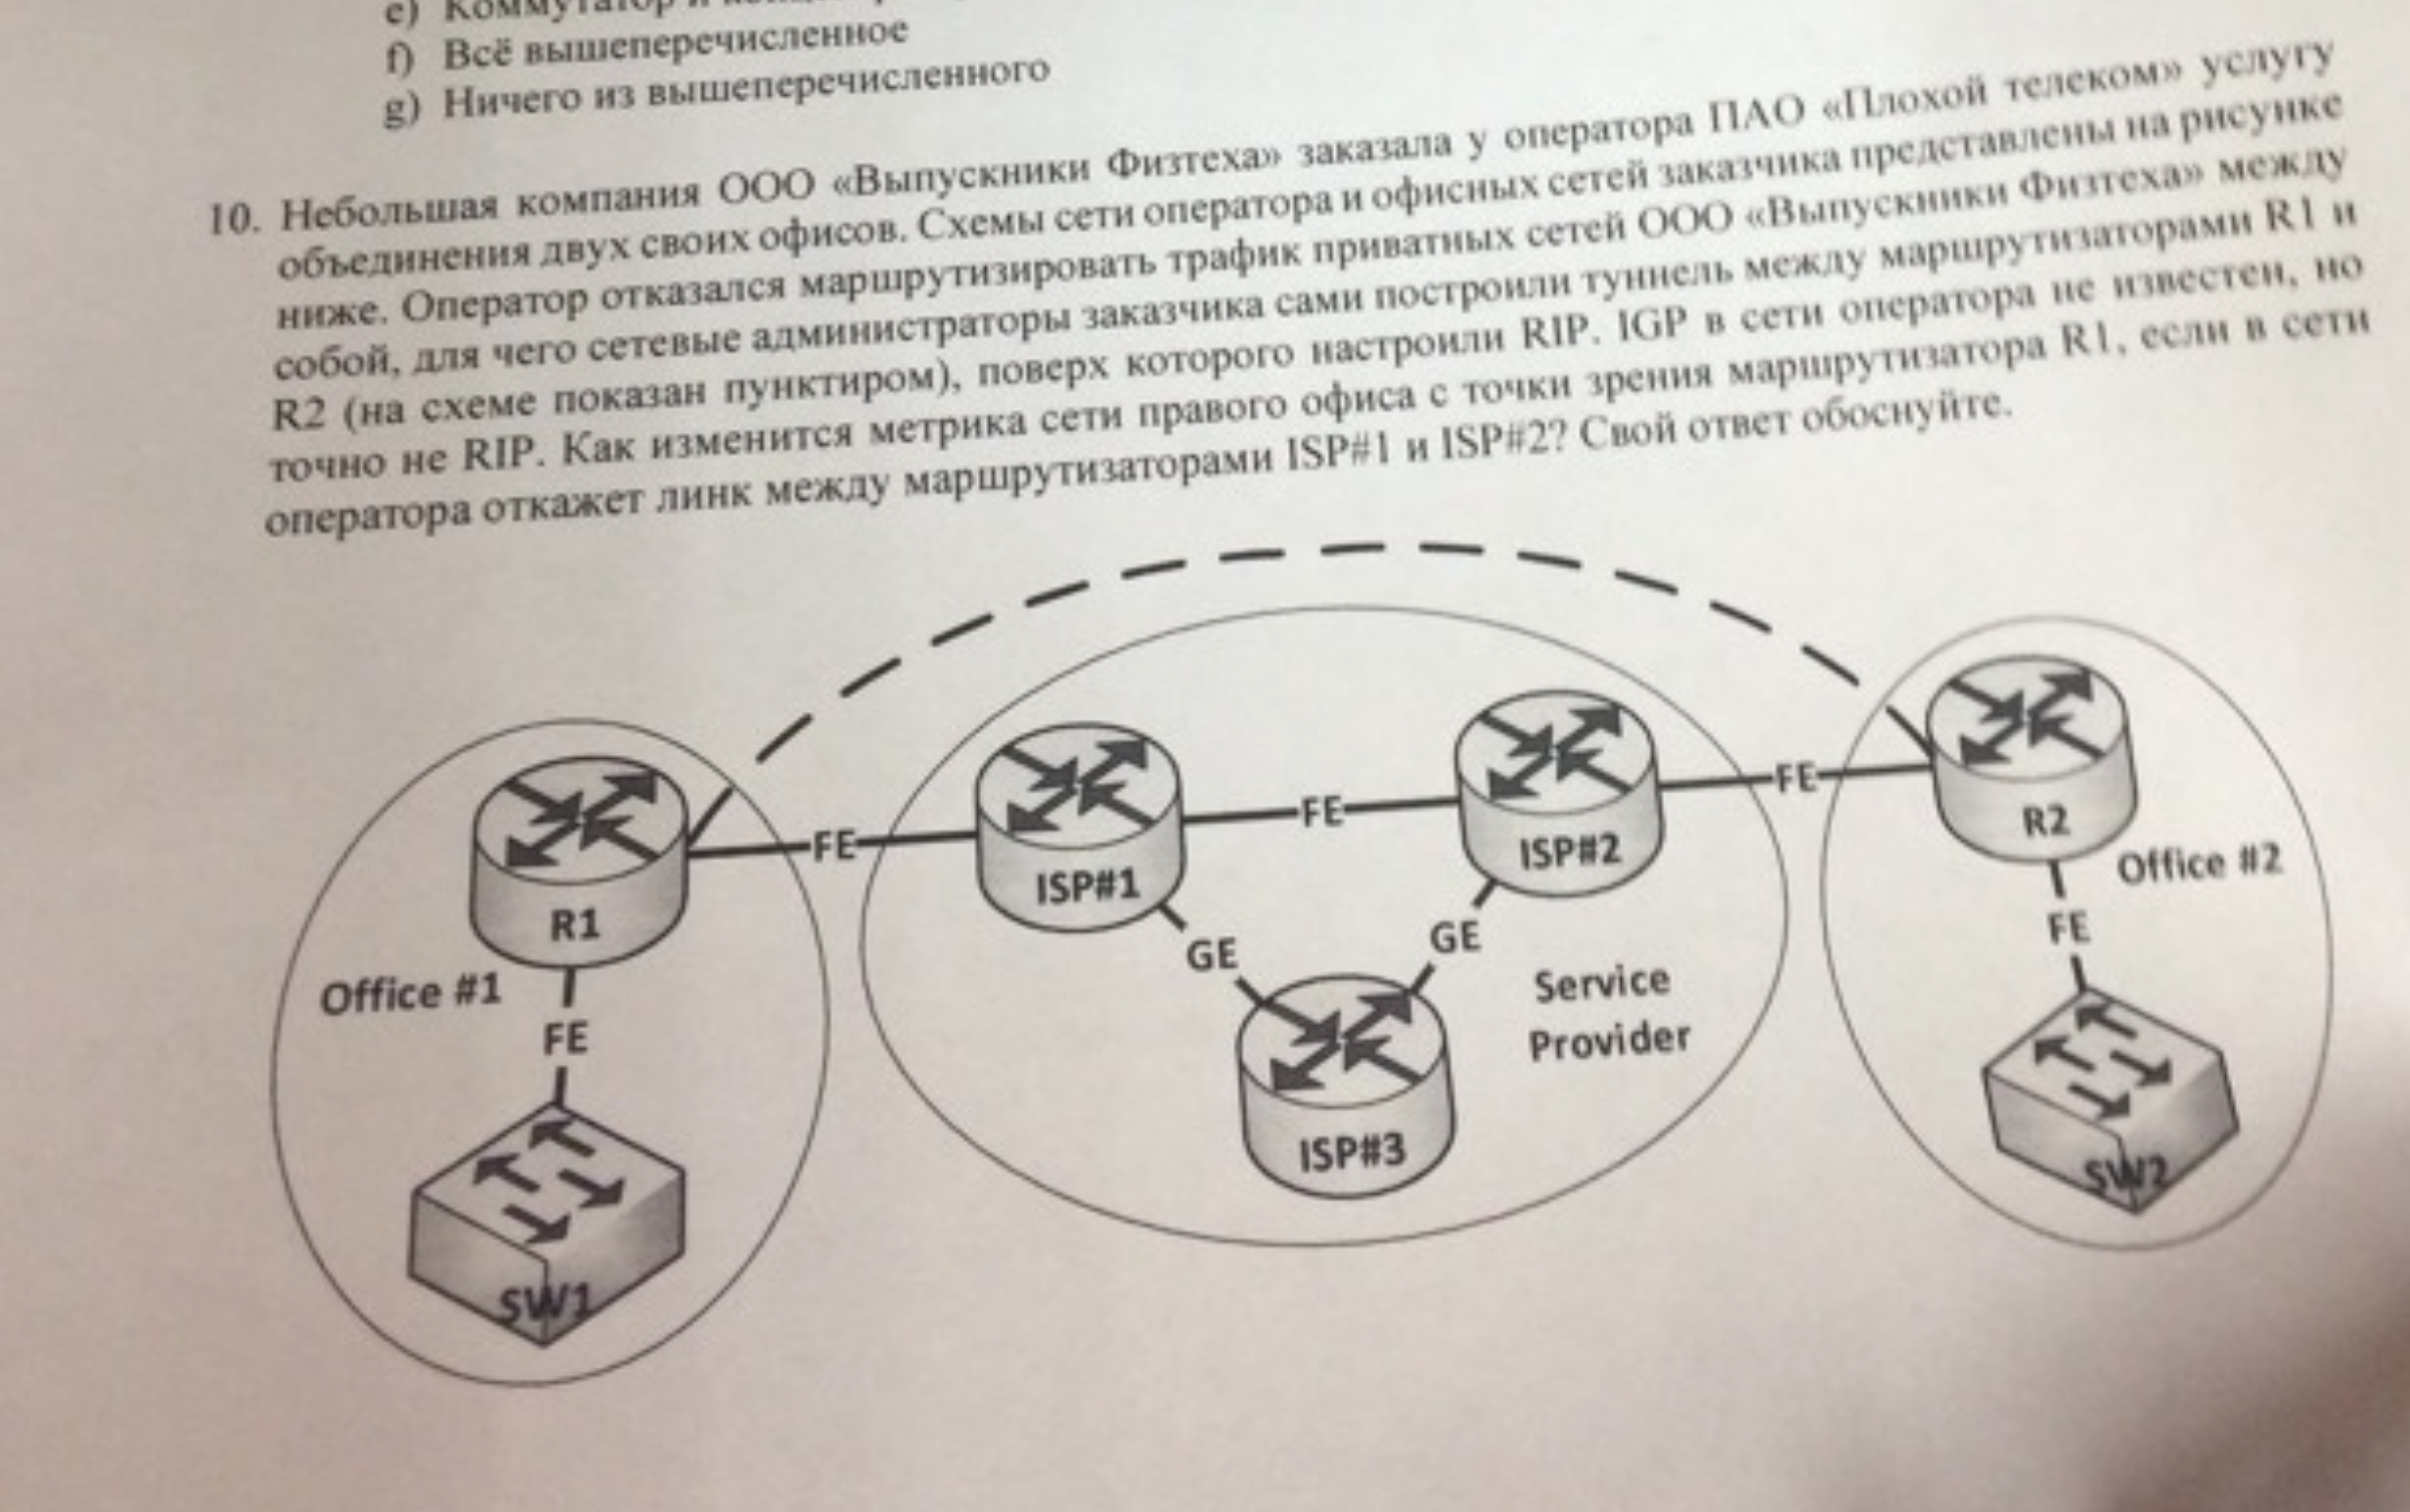 e) Коммутатор и
f) Всё вышеперечисленное
g) Ничего из вышеперечисленного
10. Небольшая компания ООО «Выпускники Физтеха» заказала у оператора ПАО «Плохой телеком» услугу
объединения двух своих офисов. Схемы сети оператора и офисных сетей заказчика представлены на рисунке
ниже. Оператор отказался маршрутизировать трафик приватных сетей ООО «Выпускники Физтеха» между
собой, для чего сетевые администраторы заказчика сами построили туннель между маршрутизаторами R1 и
R2 (на схеме показан пунктиром), поверх которого настроили RIP. IGP в сети оператора не известен, но
точно не RIP. Как изменится метрика сети правого офиса с точки зрения маршрутизатора R1, если в сети
оператора откажет линк между маршрутизаторами ISP#1 и ISP#2? Свой ответ обоснуйте.
R1
FE
ISP#1
FE
ISP#2
FE
R2
Office #1
FE
SW1
GE
GE
ISP#3
Service
Provider
Office #2
FE
SW2